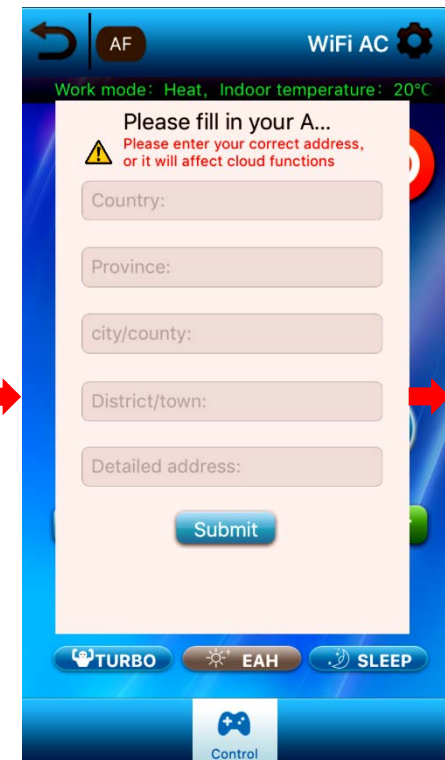 AF
WiFi AC
Work mode: Heat, Indoor temperature: 20°C
Please fill in your A...
Please enter your correct address,
or it will affect cloud functions
Country:
Province:
city/county:
District/town:
Detailed address:
Submit
TURBO
EAH
SLEEP
Control